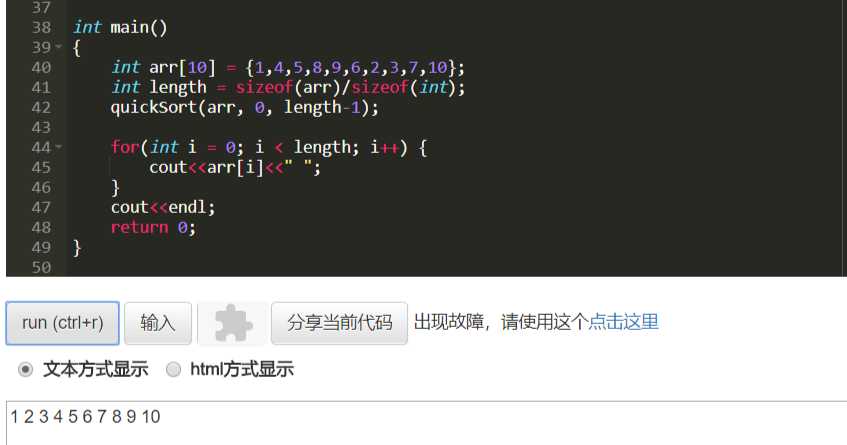 37
38 int main()
39 {
40 int arr[10] = {1,4,5,8,9,6,2,3,7,10};
41 int length = sizeof(arr)/sizeof(int);
42 quickSort(arr, 0, length-1);
43
44 for(int i = 0; i < length; i++) {
45 cout<<arr[i]<<" ";
46 }
47 cout<<endl;
48 return 0;
49 }
50
run (ctrl+r) 输入 分享当前代码 出现故障，请使用这个点击这里
文本方式显示 html方式显示
1 2 3 4 5 6 7 8 9 10